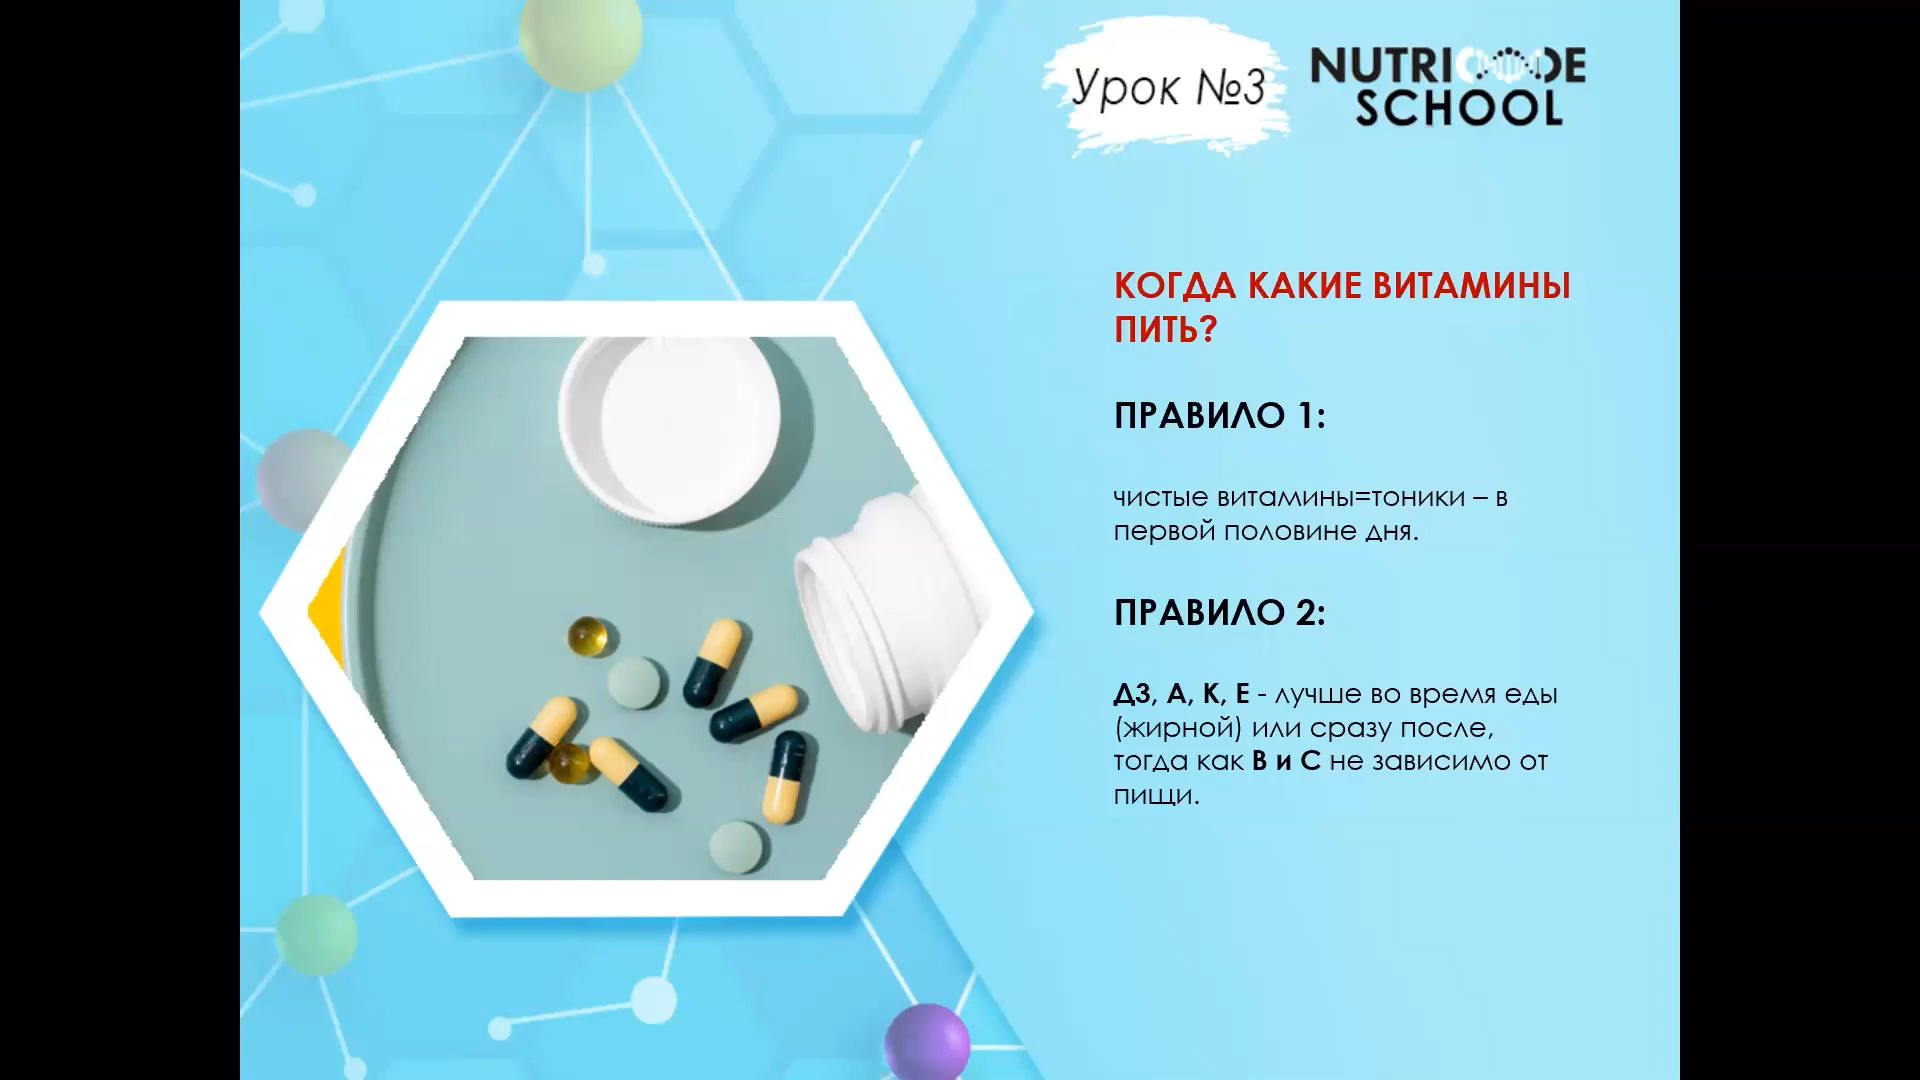 Урок №3
NUTRICODE
SCHOOL
КОГДА КАКИЕ ВИТАМИНЫ
ПИТЬ?
ПРАВИЛО 1:
чистые витамины=тоники – в
первой половине дня.
ПРАВИЛО 2:
Д3, А, К, Е - лучше во время еды
(жирной) или сразу после,
тогда как В и С не зависимо от
пищи.